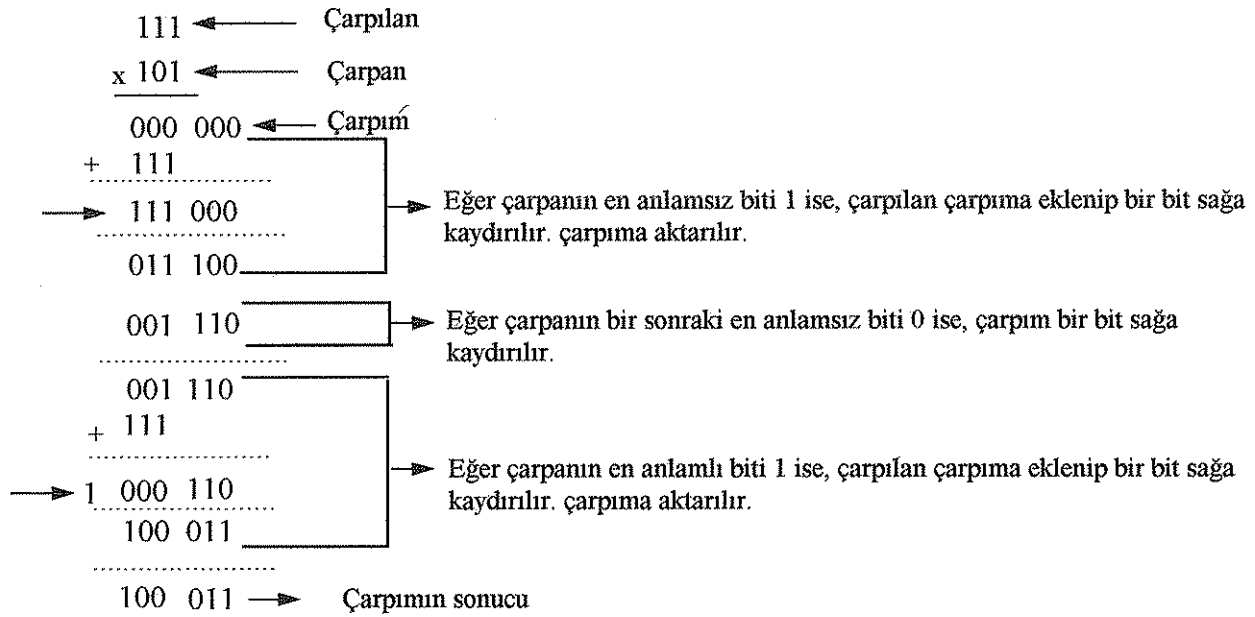 111 Çarpılan
x 101 Çarpan
000 000 Çarpım
+ 111
111 000
011 100
Eğer çarpanın en anlamsız biti 1 ise, çarpılan çarpıma eklenip bir bit sağa
kaydırılır. çarpıma aktarılır.
001 110
Eğer çarpanın bir sonraki en anlamsız biti 0 ise, çarpım bir bit sağa
kaydırılır.
001 110
+ 111
1 000 110
100 011
Eğer çarpanın en anlamlı biti 1 ise, çarpılan çarpıma eklenip bir bit sağa
kaydırılır. çarpıma aktarılır.
100 011 Çarpımın sonucu